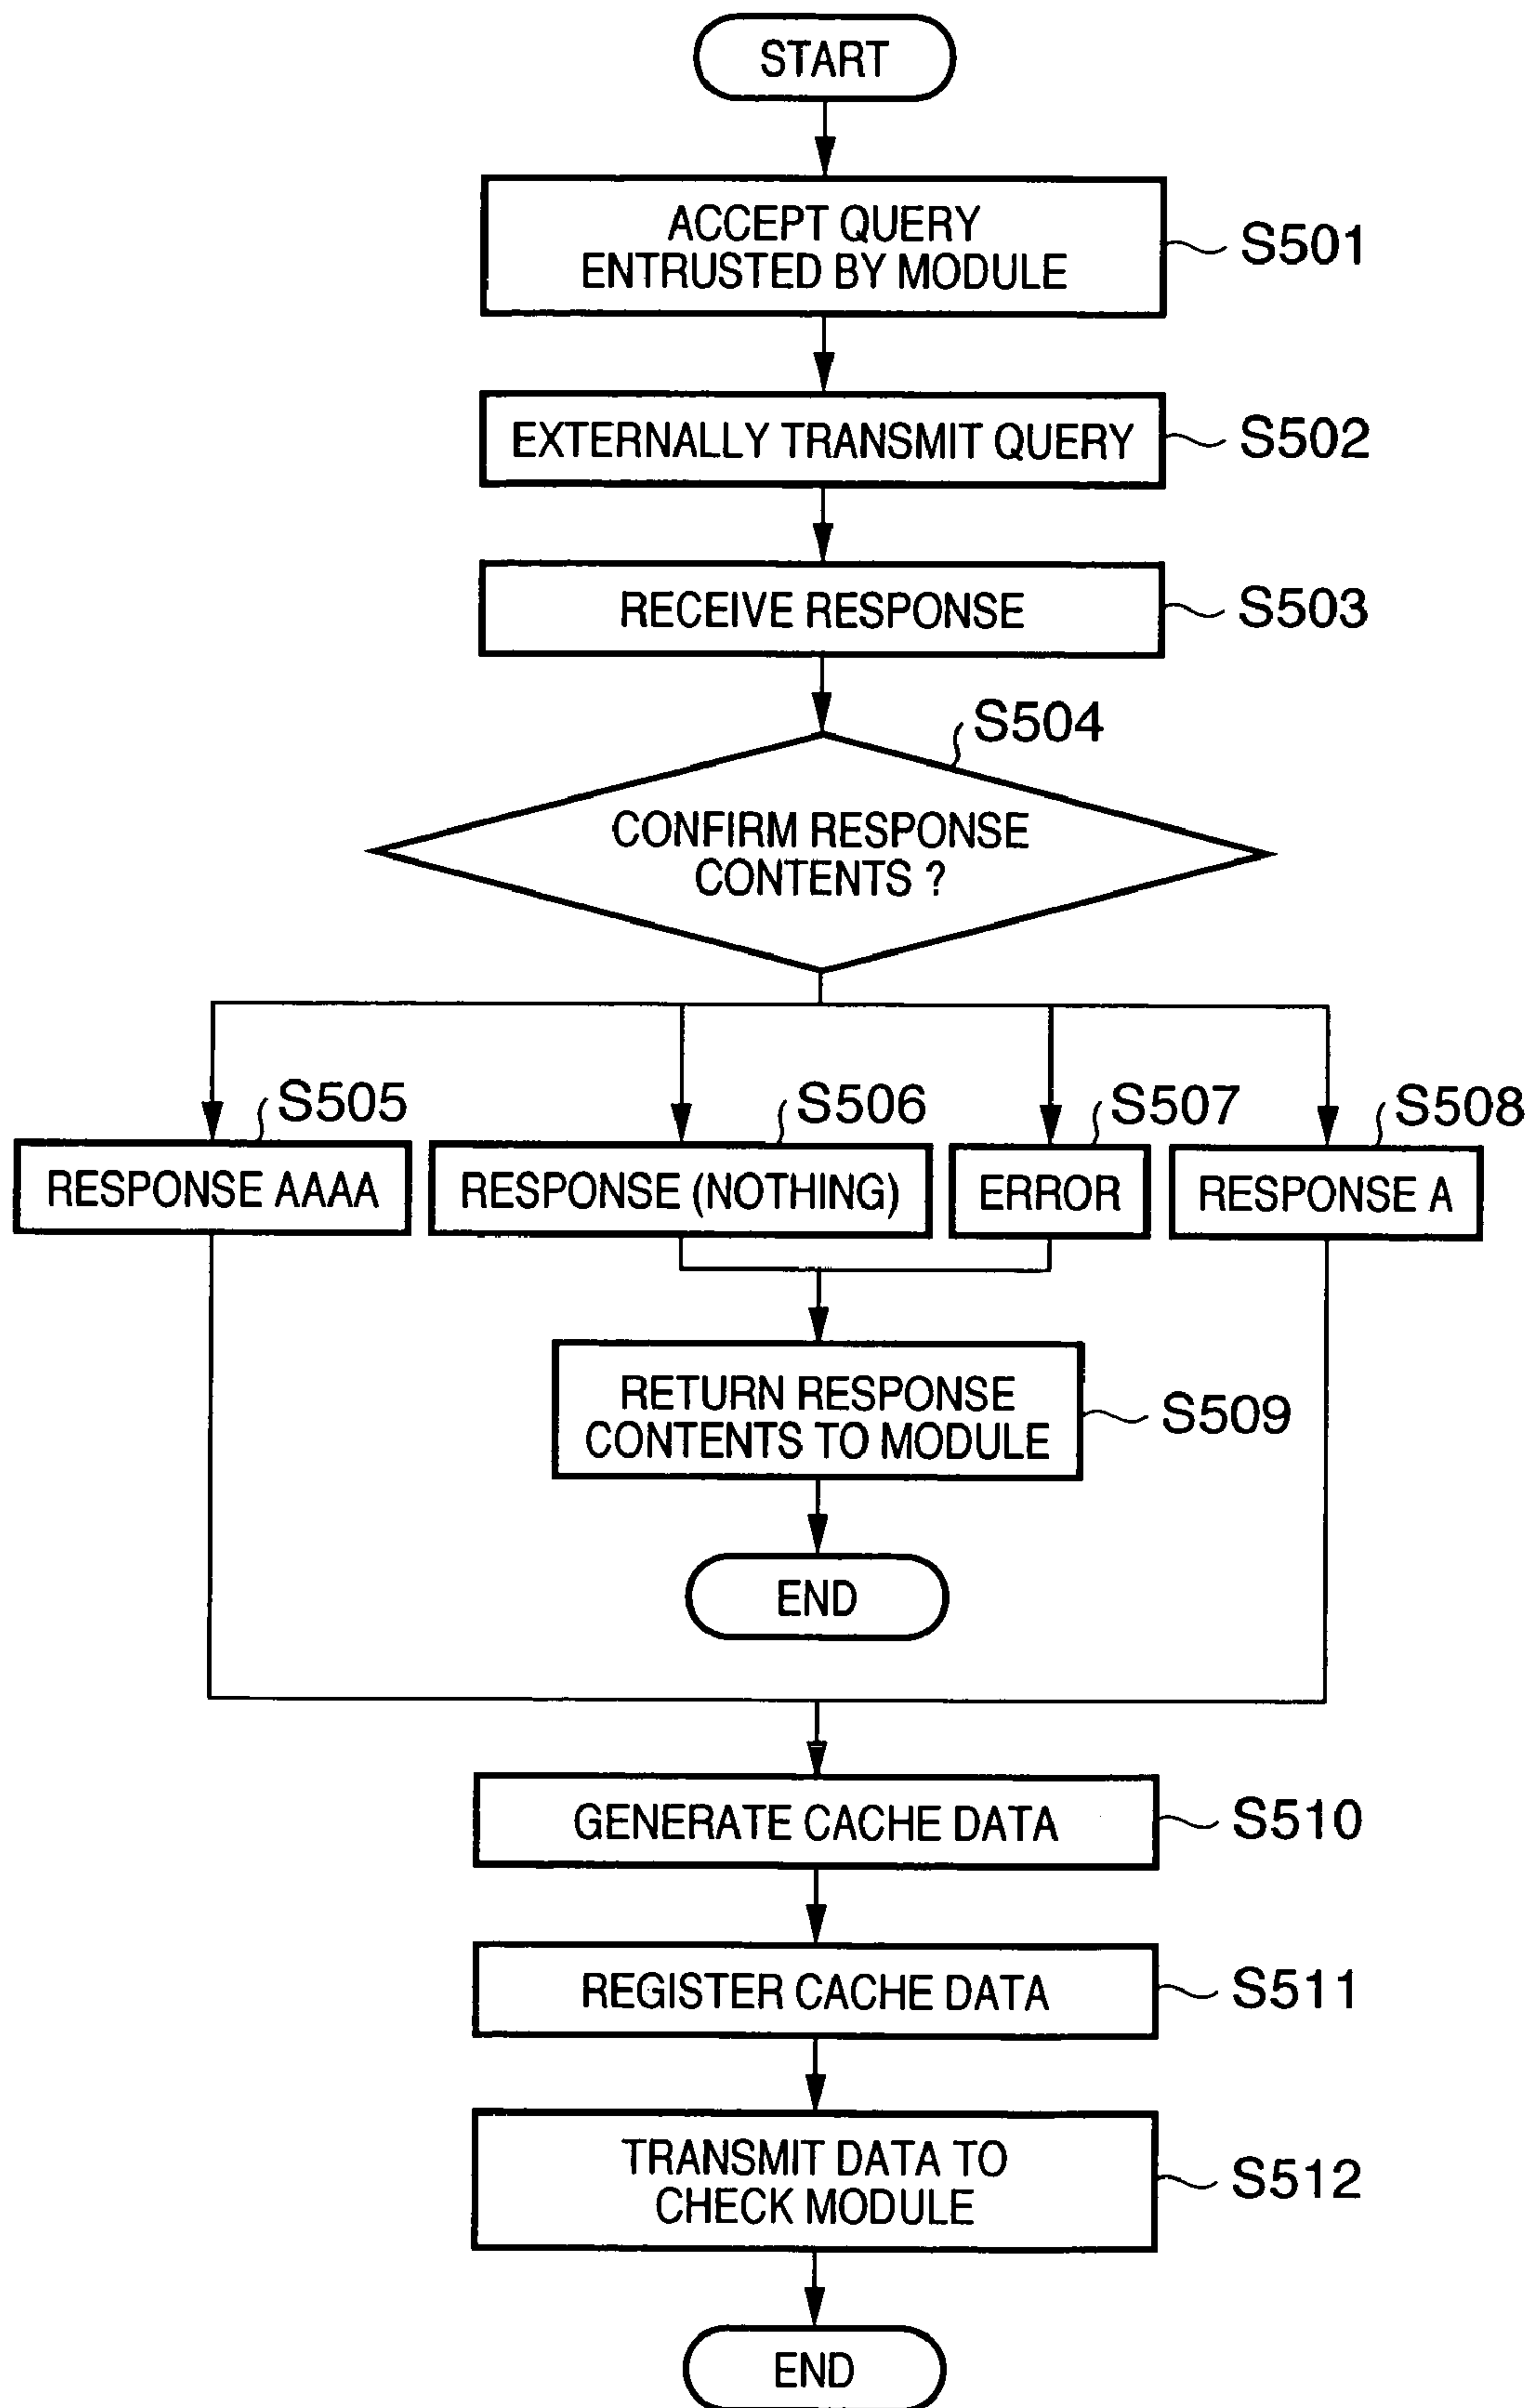 START
ACCEPT QUERY
ENTRUSTED BY MODULE
S501
EXTERNALLY TRANSMIT QUERY
S502
RECEIVE RESPONSE
S503
S504
CONFIRM RESPONSE
CONTENTS ?
S505
S506
S507
S508
RESPONSE AAAA
RESPONSE (NOTHING)
ERROR
RESPONSE A
RETURN RESPONSE
CONTENTS TO MODULE
S509
END
GENERATE CACHE DATA
S510
REGISTER CACHE DATA
S511
TRANSMIT DATA TO
CHECK MODULE
S512
END